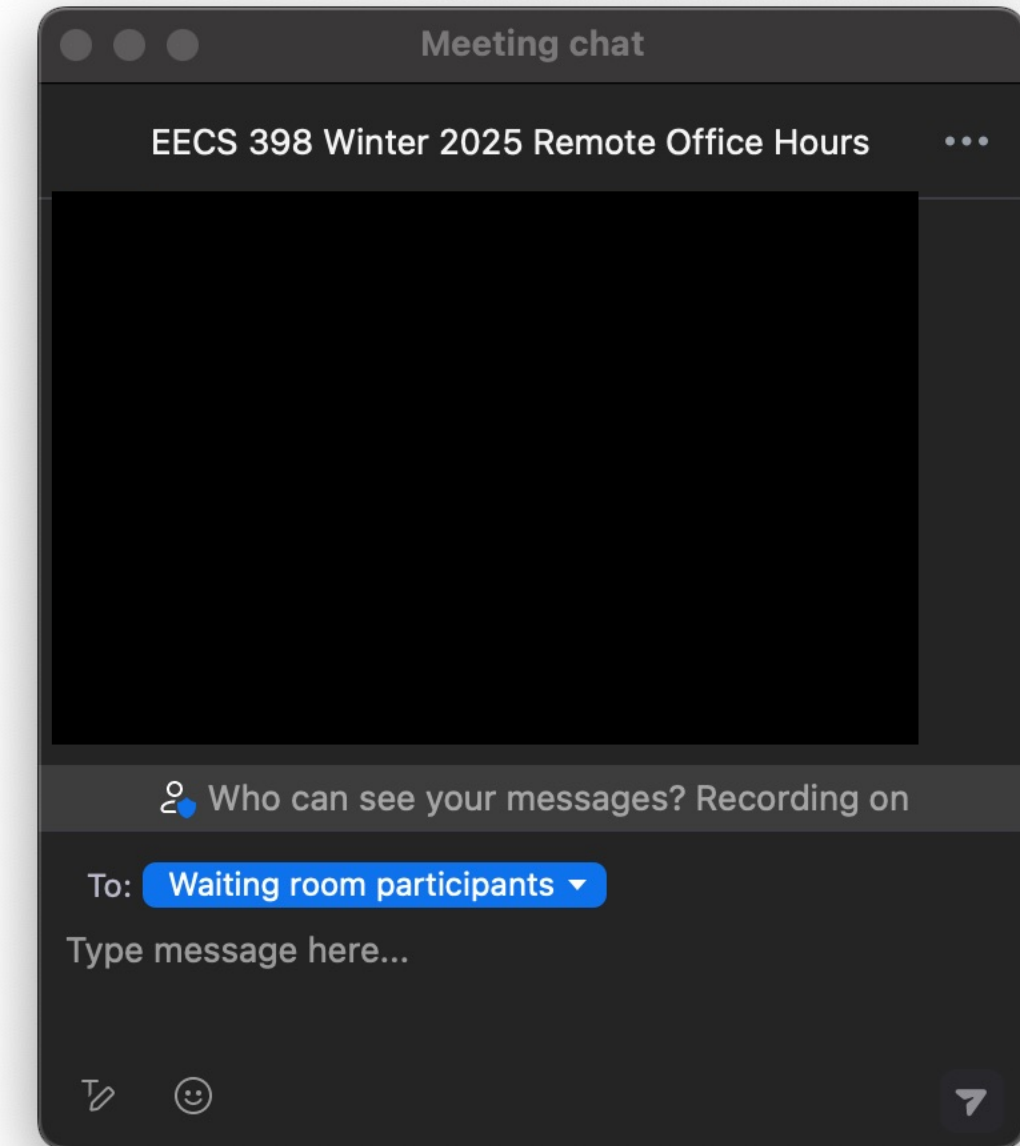 Meeting chat
EECS 398 Winter 2025 Remote Office Hours
Who can see your messages? Recording on
To: Waiting room participants
Type message here...